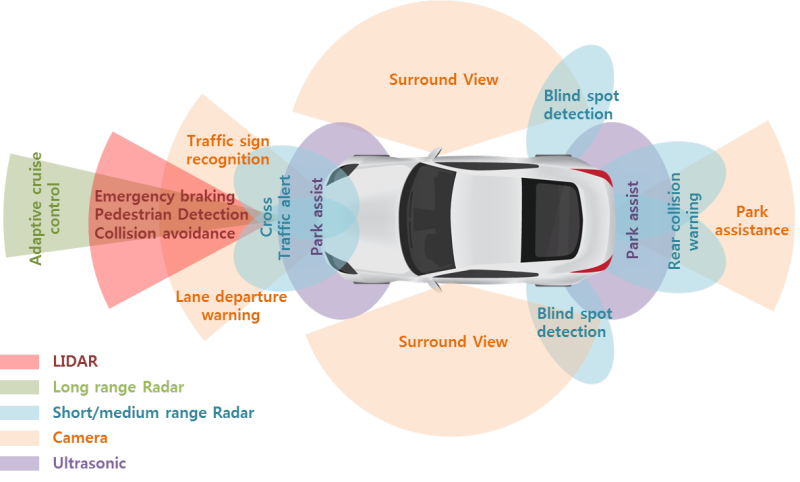 Surround View
Blind spot
detection
Traffic sign
recognition
Adaptive cruise
control
Emergency braking
Pedestrian Detection
Collision avoidance
Cross
Traffic alert
Park assist
Park assist
Rear collision
warning
Park
assistance
Lane departure
warning
Blind spot
detection
Surround View
LIDAR
Long range Radar
Short/medium range Radar
Camera
Ultrasonic